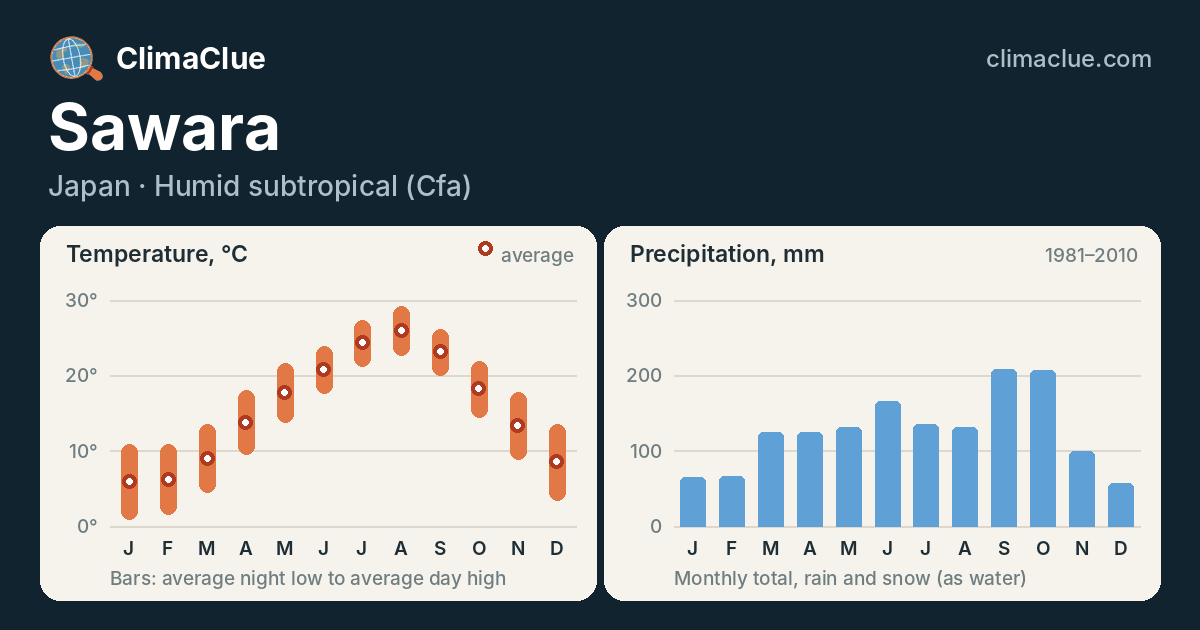 ClimaClue
climaclue.com
Sawara
Japan · Humid subtropical (Cfa)
Temperature, °C
average
30°
20°
10°
0°
J F M A M J J A S O N D
Bars: average night low to average day high
Precipitation, mm
1981–2010
300
200
100
0
J F M A M J J A S O N D
Monthly total, rain and snow (as water)